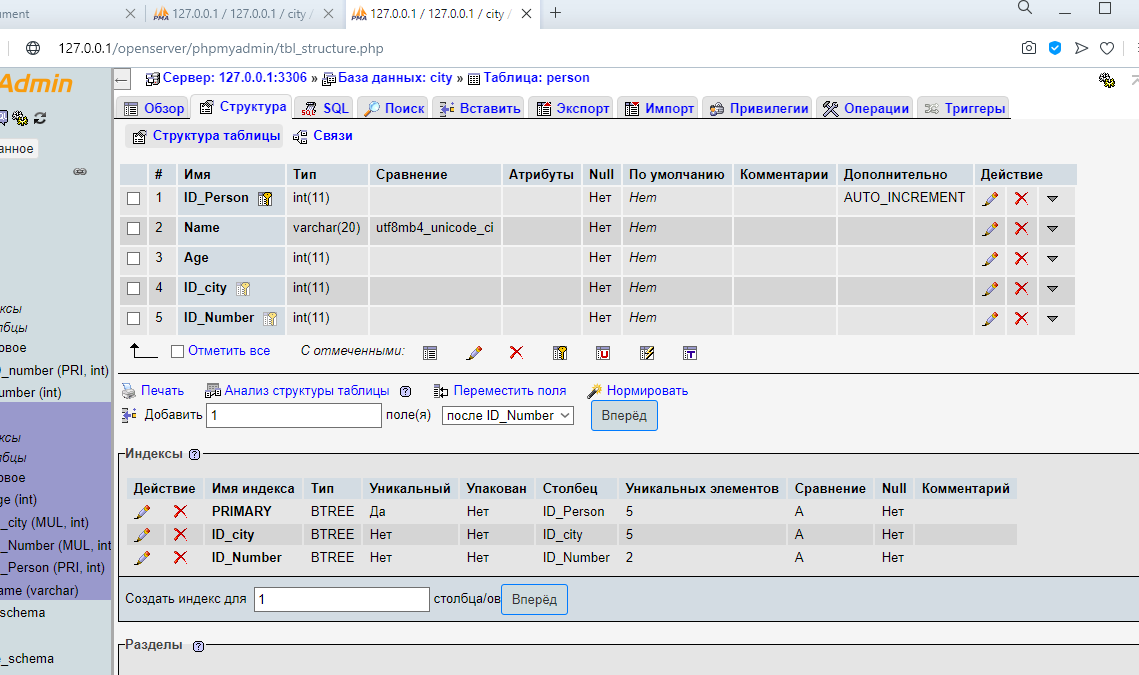 ument 127.0.0.1 / 127.0.0.1 / city / 127.0.0.1 / 127.0.0.1 / city /
127.0.0.1/openserver/phpmyadmin/tbl_structure.php
Admin
Сервер: 127.0.0.1:3306 » База данных: city » Таблица: person
Обзор Структура SQL Поиск Вставить Экспорт Импорт Привилегии Операции Триггеры
Структура таблицы Связи
анное
# Имя Тип Сравнение Атрибуты Null По умолчанию Комментарии Дополнительно Действие
1 ID_Person int(11) Нет Нет AUTO_INCREMENT
2 Name varchar(20) utf8mb4_unicode_ci Нет Нет
3 Age int(11) Нет Нет
4 ID_city int(11) Нет Нет
5 ID_Number int(11) Нет Нет
Отметить все С отмеченными:
Печать Анализ структуры таблицы Переместить поля Нормировать
Добавить 1 поле(я) после ID_Number Вперёд
Индексы
Действие Имя индекса Тип Уникальный Упакован Столбец Уникальных элементов Сравнение Null Комментарий
PRIMARY BTREE Да Нет ID_Person 5 A Нет
ID_city BTREE Нет Нет ID_city 5 A Нет
ID_Number BTREE Нет Нет ID_Number 2 A Нет
Создать индекс для 1 столбца/ов Вперёд
Разделы
ксы
лбцы
овое
_number (PRI, int)
umber (int)
ксы
лбцы
овое
ge (int)
_city (MUL, int)
_Number (MUL, int
_Person (PRI, int)
ame (varchar)
schema
_schema